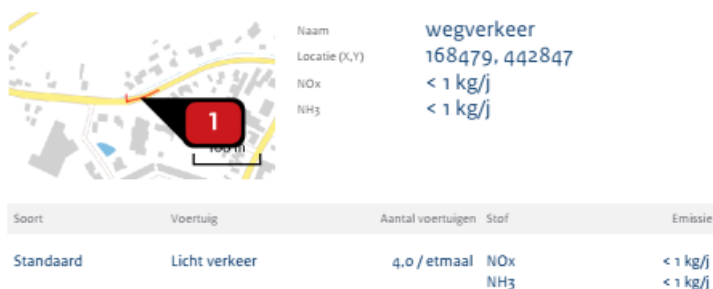 Naam wegverkeer
Locatie (X,Y) 168479, 442847
NOx < 1 kg/j
NH3 < 1 kg/j
1
100 m
Soort Voertuig Aantal voertuigen Stof Emissie
Standaard Licht verkeer 4,0 / etmaal NOx < 1 kg/j
NH3 < 1 kg/j